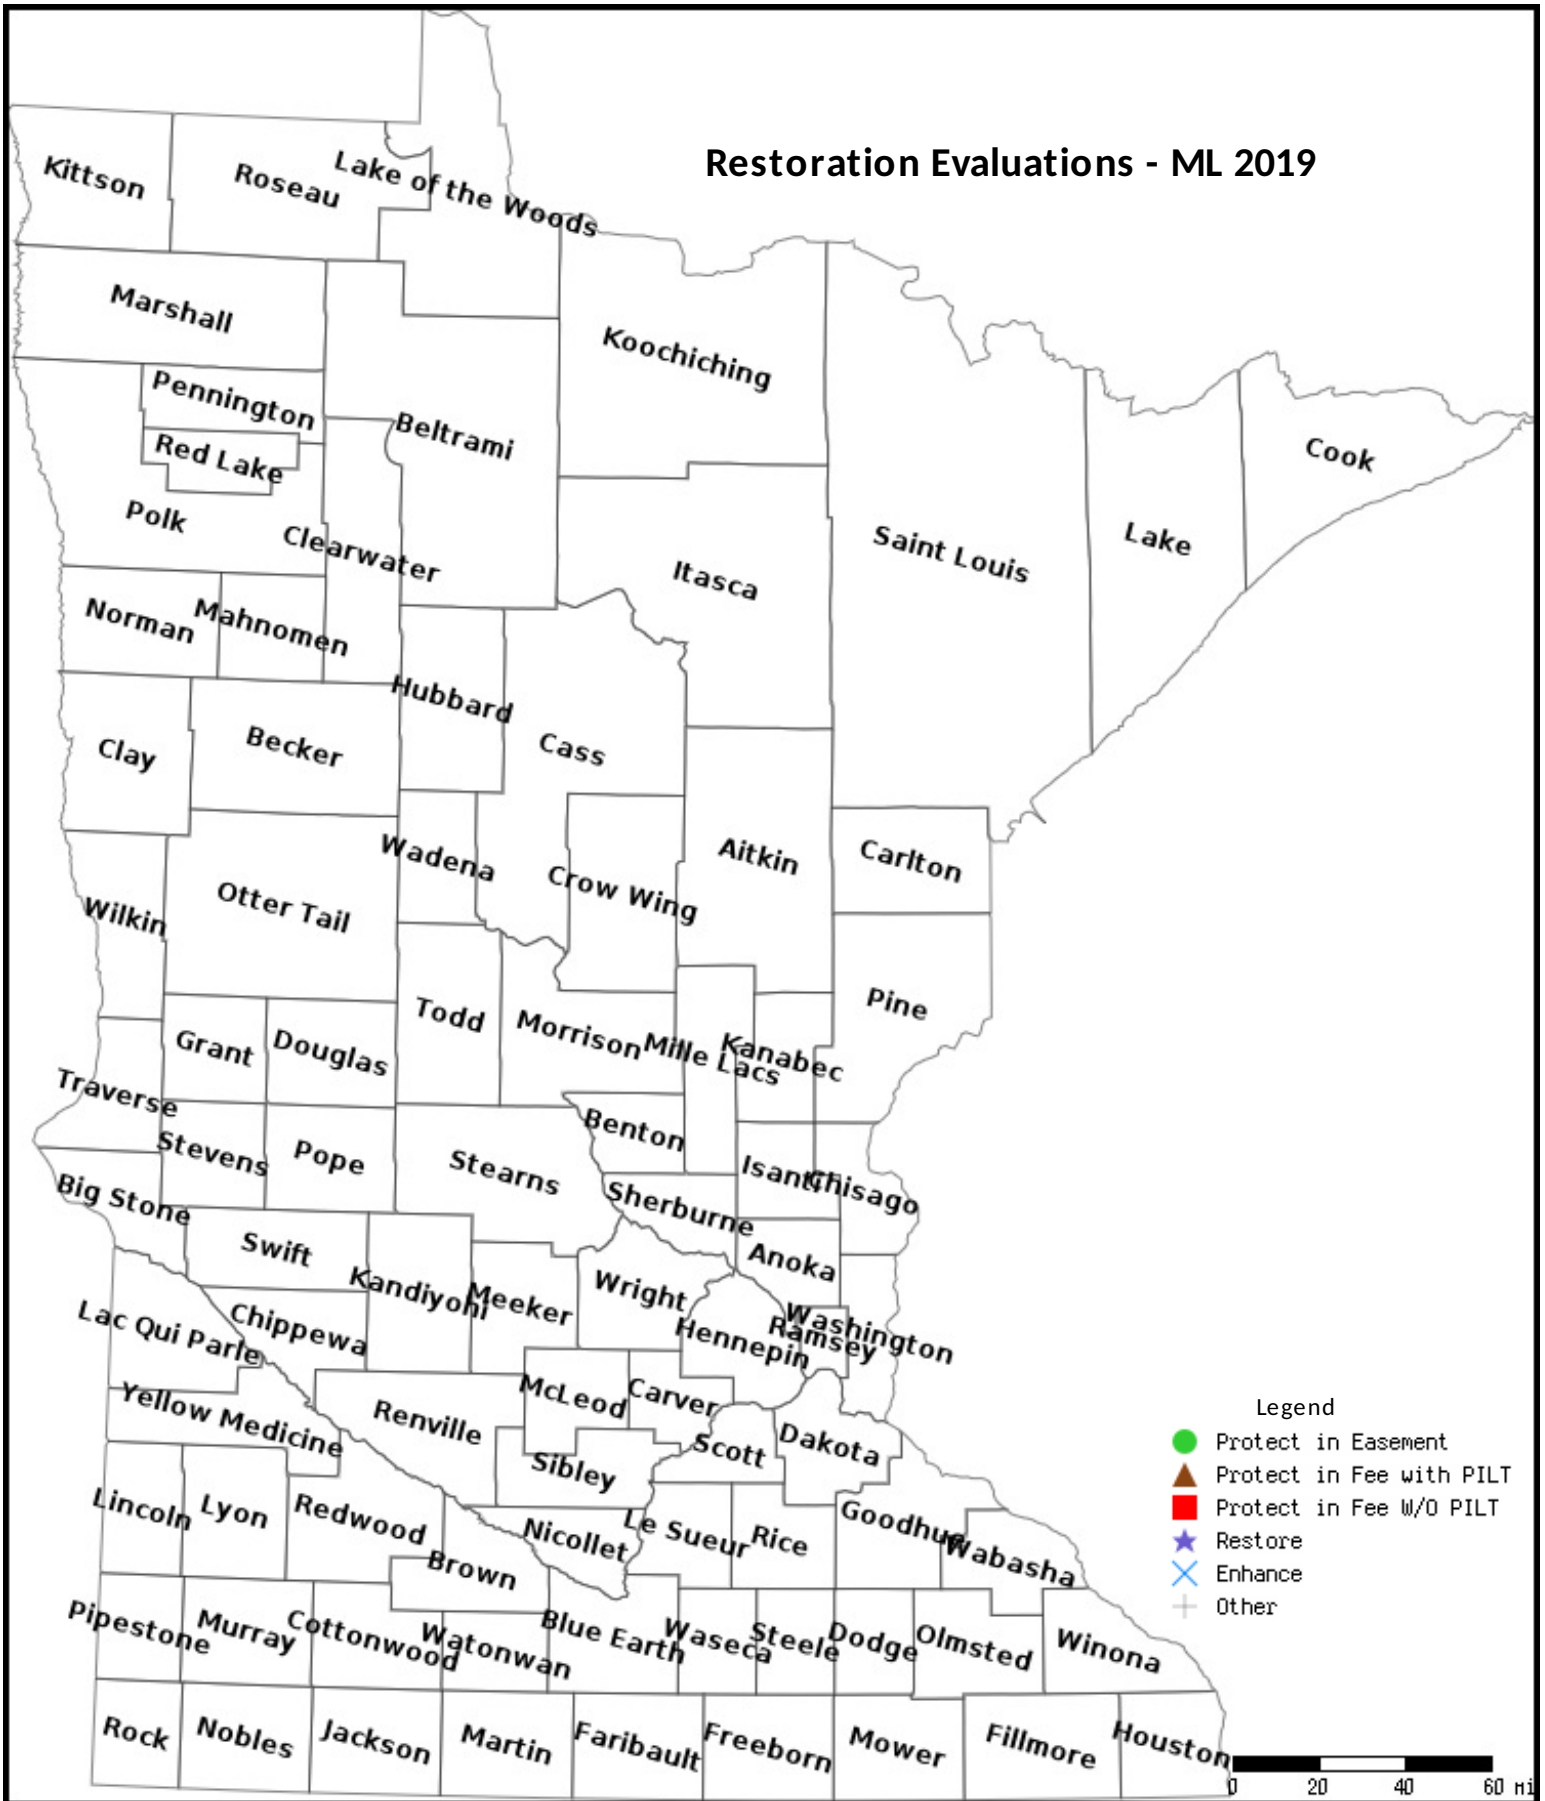 Restoration Evaluations - ML 2019
Kittson
Roseau
Lake of the Woods
Marshall
Koochiching
Pennington
Beltrami
Red Lake
Cook
Polk
Clearwater
Saint Louis
Lake
Itasca
Norman
Mahnomen
Hubbard
Clay
Becker
Cass
Wadena
Aitkin
Carlton
Crow Wing
Otter Tail
Wilkin
Pine
Todd
Morrison
Mille Lacs
Kanabec
Grant
Douglas
Traverse
Benton
Stevens
Pope
Stearns
Isanti
Chisago
Big Stone
Sherburne
Swift
Anoka
Kandiyohi
Meeker
Wright
Washington
Ramsey
Hennepin
Lac Qui Parle
Chippewa
McLeod
Carver
Yellow Medicine
Renville
Scott
Dakota
Sibley
Lincoln
Lyon
Redwood
Nicollet
Le Sueur
Rice
Goodhue
Wabasha
Brown
Pipestone
Murray
Cottonwood
Watonwan
Blue Earth
Waseca
Steele
Dodge
Olmsted
Winona
Rock
Nobles
Jackson
Martin
Faribault
Freeborn
Mower
Fillmore
Houston
Legend
Protect in Easement
Protect in Fee with PILT
Protect in Fee W/O PILT
Restore
Enhance
Other
0 20 40 60 mi